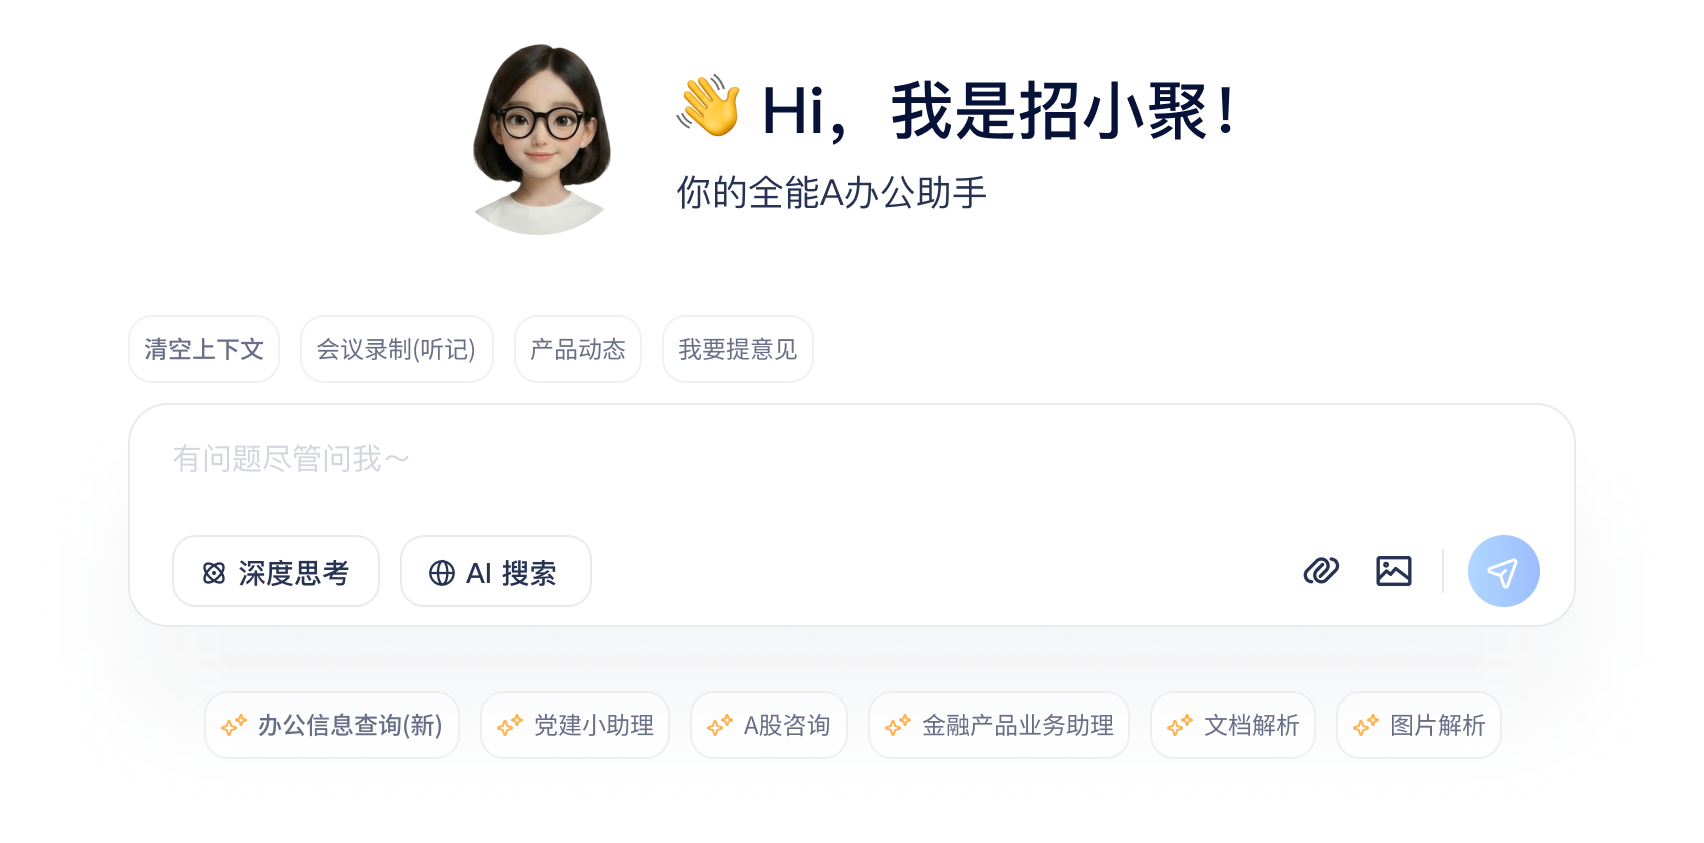 👋 Hi，我是招小聚！
你的全能A办公助手
清空上下文 会议录制(听记) 产品动态 我要提意见
有问题尽管问我～
深度思考 AI 搜索
办公信息查询(新) 党建小助理 A股咨询 金融产品业务助理 文档解析 图片解析